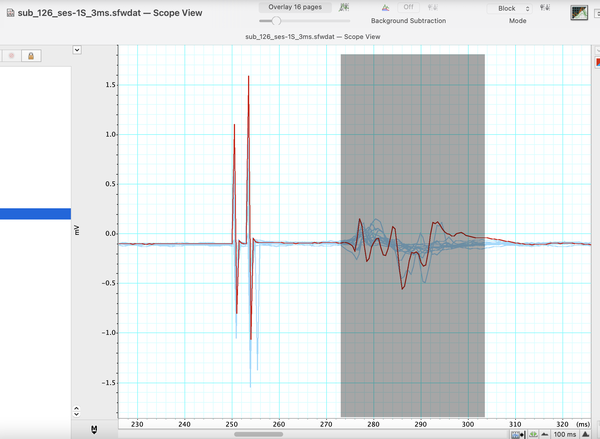 sub_126_ses-1S_3ms.sfwdat — Scope View
Overlay 16 pages
Off
Block
Background Subtraction
Mode
sub_126_ses-1S_3ms.sfwdat — Scope View
1.5
1.0
0.5
0.0
mV
−0.5
−1.0
−1.5
230 240 250 260 270 280 290 300 310 320 (ms)
100 ms